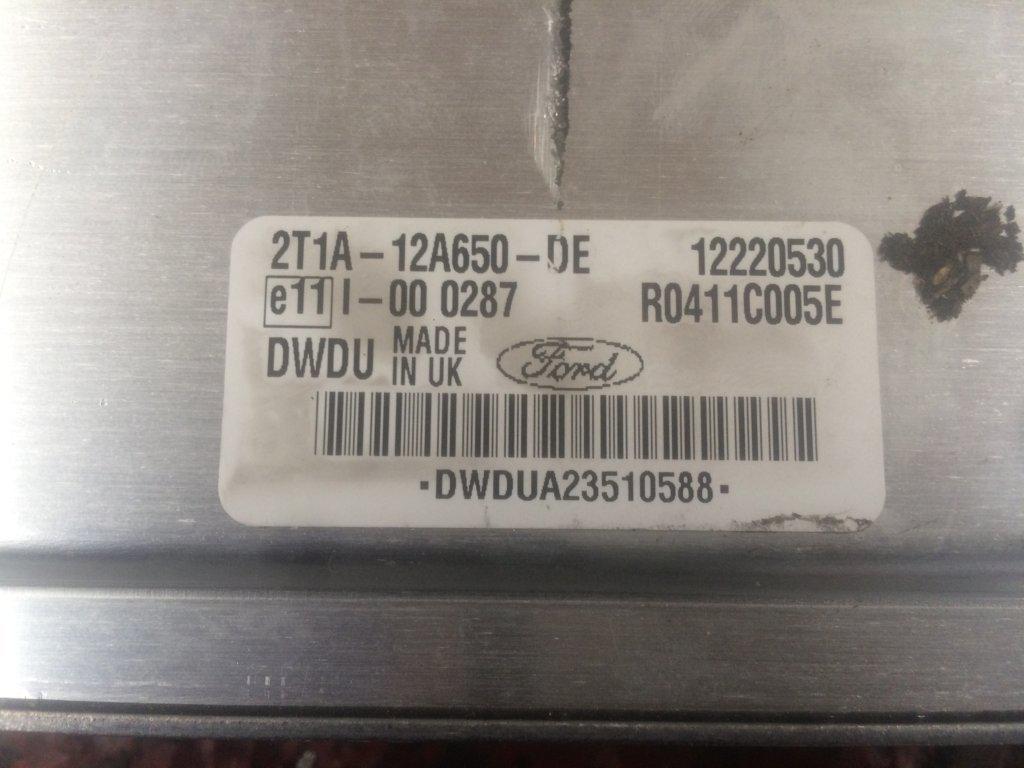 2T1A-12A650-DE 12220530
e11 I-00 0287 R0411C005E
DWDU MADE IN UK Ford
·DWDUA23510588·